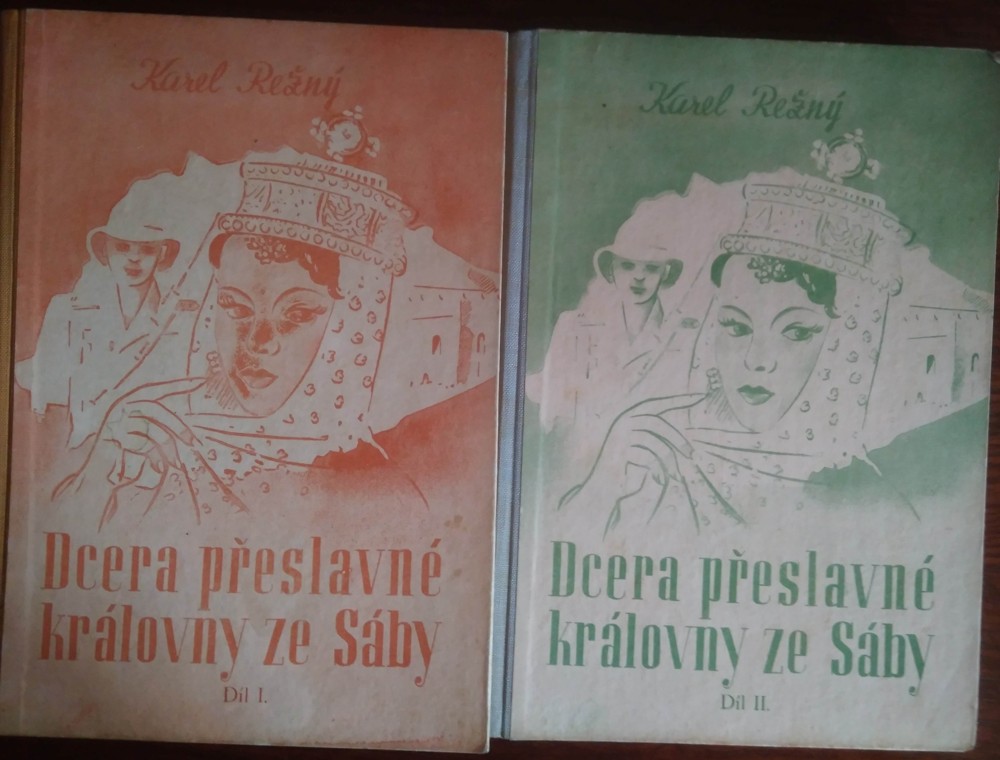 Karel Režný
Dcera přeslavné
královny ze Sáby
Díl I.
Karel Režný
Dcera přeslavné
královny ze Sáby
Díl II.